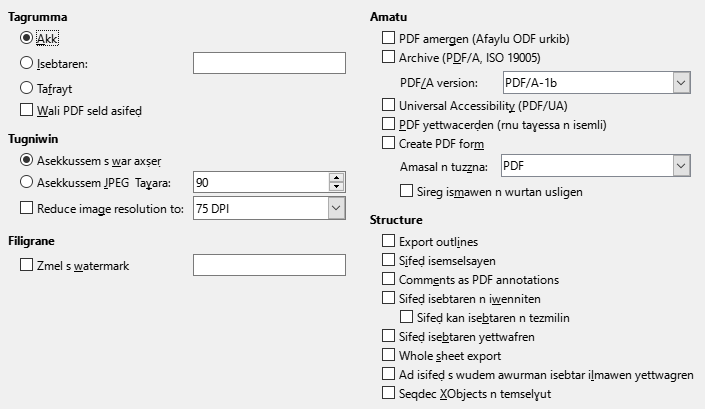 Tagrumma
Akk
Isebtaren:
Tafrayt
Wali PDF seld asifeḍ
Tugniwin
Asekkussem s war axṣer
Asekkussem JPEG Taɣara:
90
Reduce image resolution to:
75 DPI
Filigrane
Zmel s watermark
Amatu
PDF amergen (Afaylu ODF urkib)
Archive (PDF/A, ISO 19005)
PDF/A version:
PDF/A-1b
Universal Accessibility (PDF/UA)
PDF yettwacerḍen (rnu taɣessa n isemli)
Create PDF form
Amasal n tuzzna:
PDF
Sireg ismawen n wurtan usligen
Structure
Export outlines
Sifeḍ isemselsayen
Comments as PDF annotations
Sifeḍ isebtaren n iwenniten
Sifeḍ kan isebtaren n tezmilin
Sifeḍ isebtaren yettwafren
Whole sheet export
Ad isifeḍ s wudem awurman isebtar ilmawen yettwagren
Seqdec XObjects n temselɣut